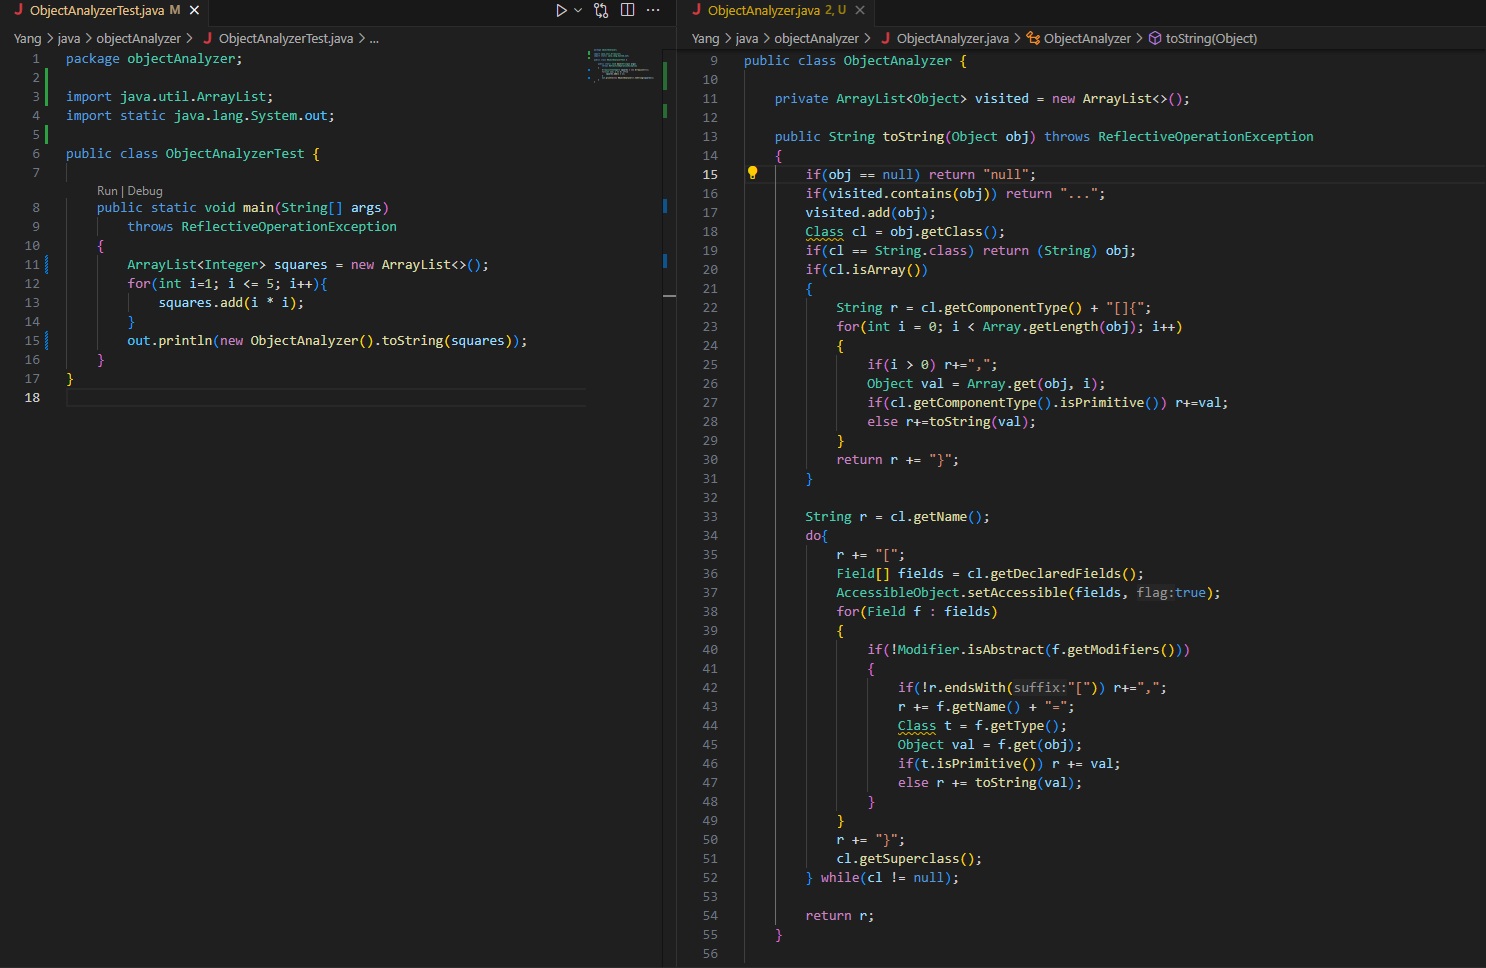 ObjectAnalyzerTest.java M
Yang > java > objectAnalyzer > J ObjectAnalyzerTest.java > ...
1 package objectAnalyzer;
2
3 import java.util.ArrayList;
4 import static java.lang.System.out;
5
6 public class ObjectAnalyzerTest {
7
Run | Debug
8 public static void main(String[] args)
9 throws ReflectiveOperationException
10 {
11 ArrayList<Integer> squares = new ArrayList<>();
12 for(int i=1; i <= 5; i++){
13 squares.add(i * i);
14 }
15 out.println(new ObjectAnalyzer().toString(squares));
16 }
17 }
18
J ObjectAnalyzer.java 2, U
Yang > java > objectAnalyzer > J ObjectAnalyzer.java > ObjectAnalyzer > toString(Object)
9 public class ObjectAnalyzer {
10
11 private ArrayList<Object> visited = new ArrayList<>();
12
13 public String toString(Object obj) throws ReflectiveOperationException
14 {
15 if(obj == null) return "null";
16 if(visited.contains(obj)) return "...";
17 visited.add(obj);
18 Class cl = obj.getClass();
19 if(cl == String.class) return (String) obj;
20 if(cl.isArray())
21 {
22 String r = cl.getComponentType() + "[]{";
23 for(int i = 0; i < Array.getLength(obj); i++)
24 {
25 if(i > 0) r+=",";
26 Object val = Array.get(obj, i);
27 if(cl.getComponentType().isPrimitive()) r+=val;
28 else r+=toString(val);
29 }
30 return r += "}";
31 }
32
33 String r = cl.getName();
34 do{
35 r += "[";
36 Field[] fields = cl.getDeclaredFields();
37 AccessibleObject.setAccessible(fields, flag:true);
38 for(Field f : fields)
39 {
40 if(!Modifier.isAbstract(f.getModifiers()))
41 {
42 if(!r.endsWith(suffix:"[")) r+=",";
43 r += f.getName() + "=";
44 Class t = f.getType();
45 Object val = f.get(obj);
46 if(t.isPrimitive()) r += val;
47 else r += toString(val);
48 }
49 }
50 r += "}";
51 cl.getSuperclass();
52 } while(cl != null);
53
54 return r;
55 }
56